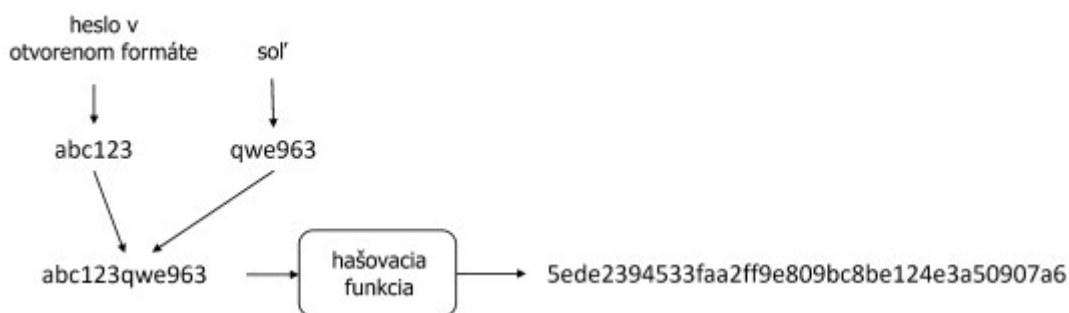 heslo v
otvorenom formáte
soľ
abc123
qwe963
abc123qwe963
hašovacia
funkcia
5ede2394533faa2ff9e809bc8be124e3a50907a6